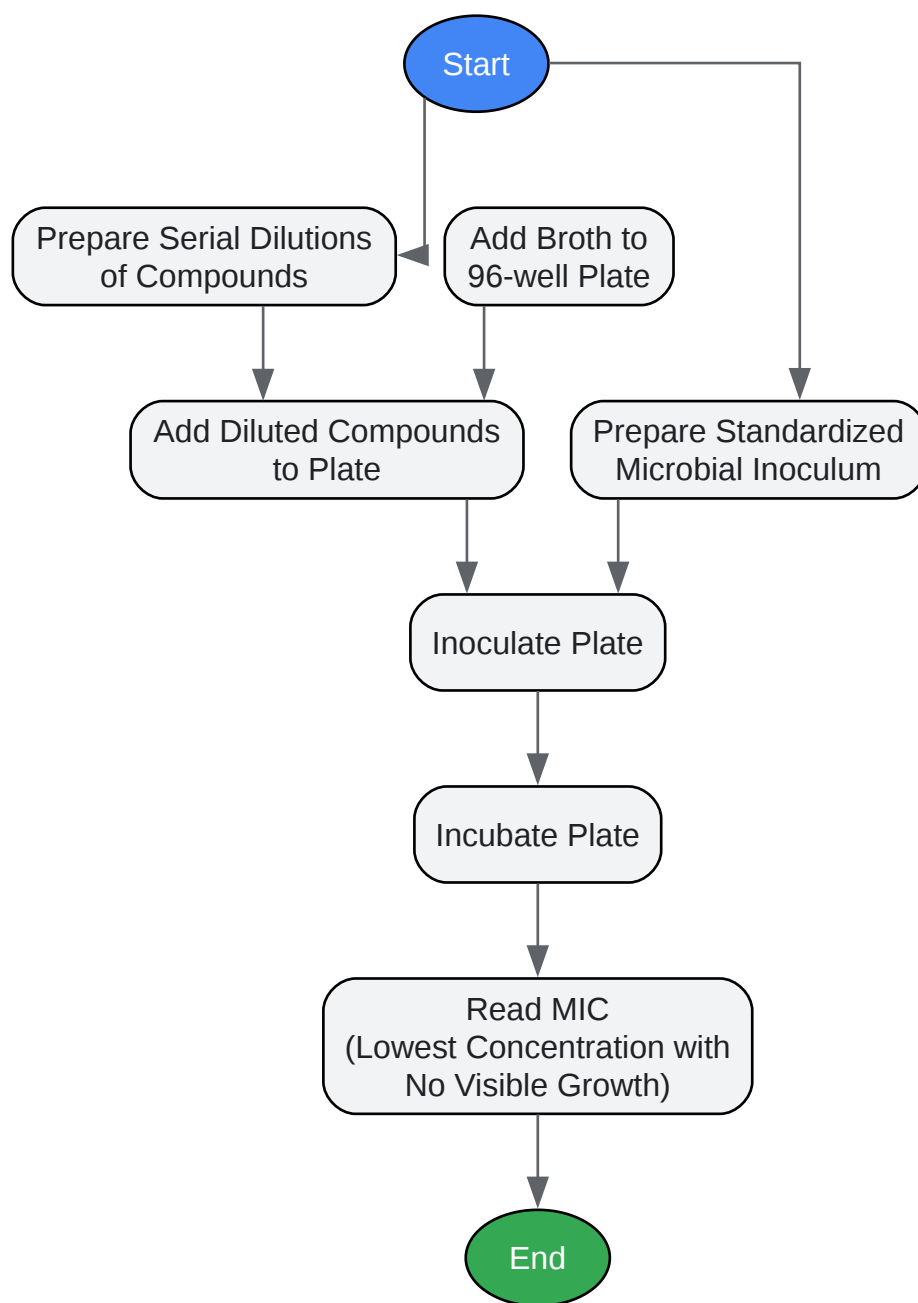 Start
Prepare Serial Dilutions
of Compounds
Add Broth to
96-well Plate
Add Diluted Compounds
to Plate
Prepare Standardized
Microbial Inoculum
Inoculate Plate
Incubate Plate
Read MIC
(Lowest Concentration with
No Visible Growth)
End